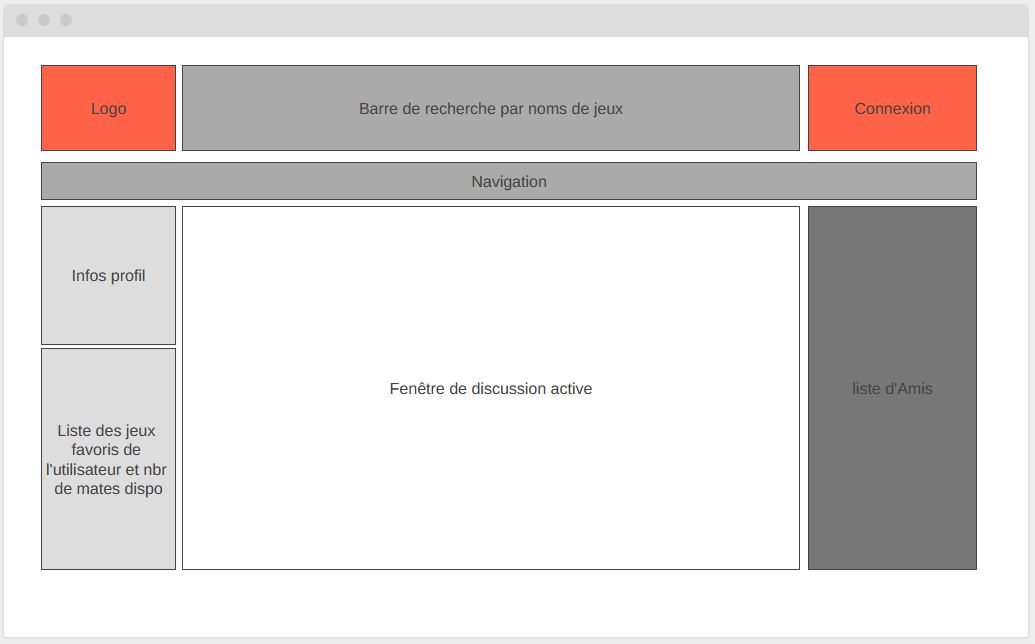 Logo
Barre de recherche par noms de jeux
Connexion
Navigation
Infos profil
Liste des jeux
favoris de
l'utilisateur et nbr
de mates dispo
Fenêtre de discussion active
liste d'Amis